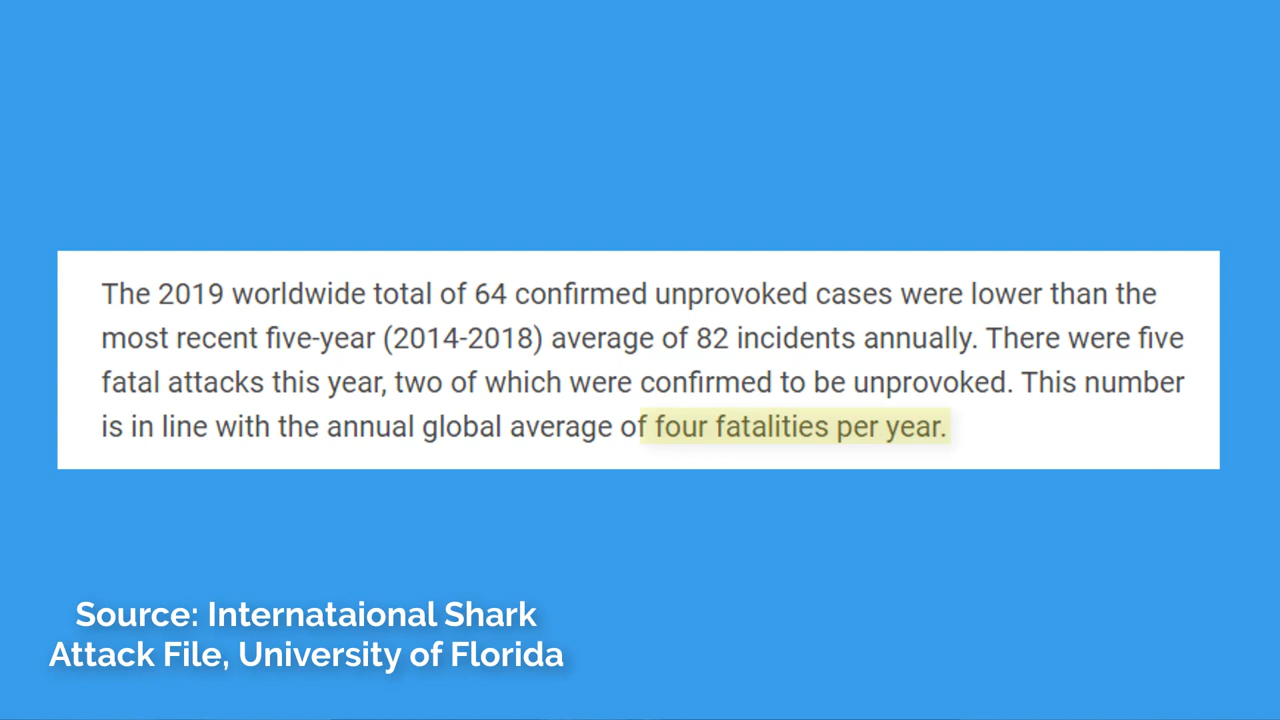 The 2019 worldwide total of 64 confirmed unprovoked cases were lower than the
most recent five-year (2014-2018) average of 82 incidents annually. There were five
fatal attacks this year, two of which were confirmed to be unprovoked. This number
is in line with the annual global average of four fatalities per year.
Source: Internataional Shark
Attack File, University of Florida